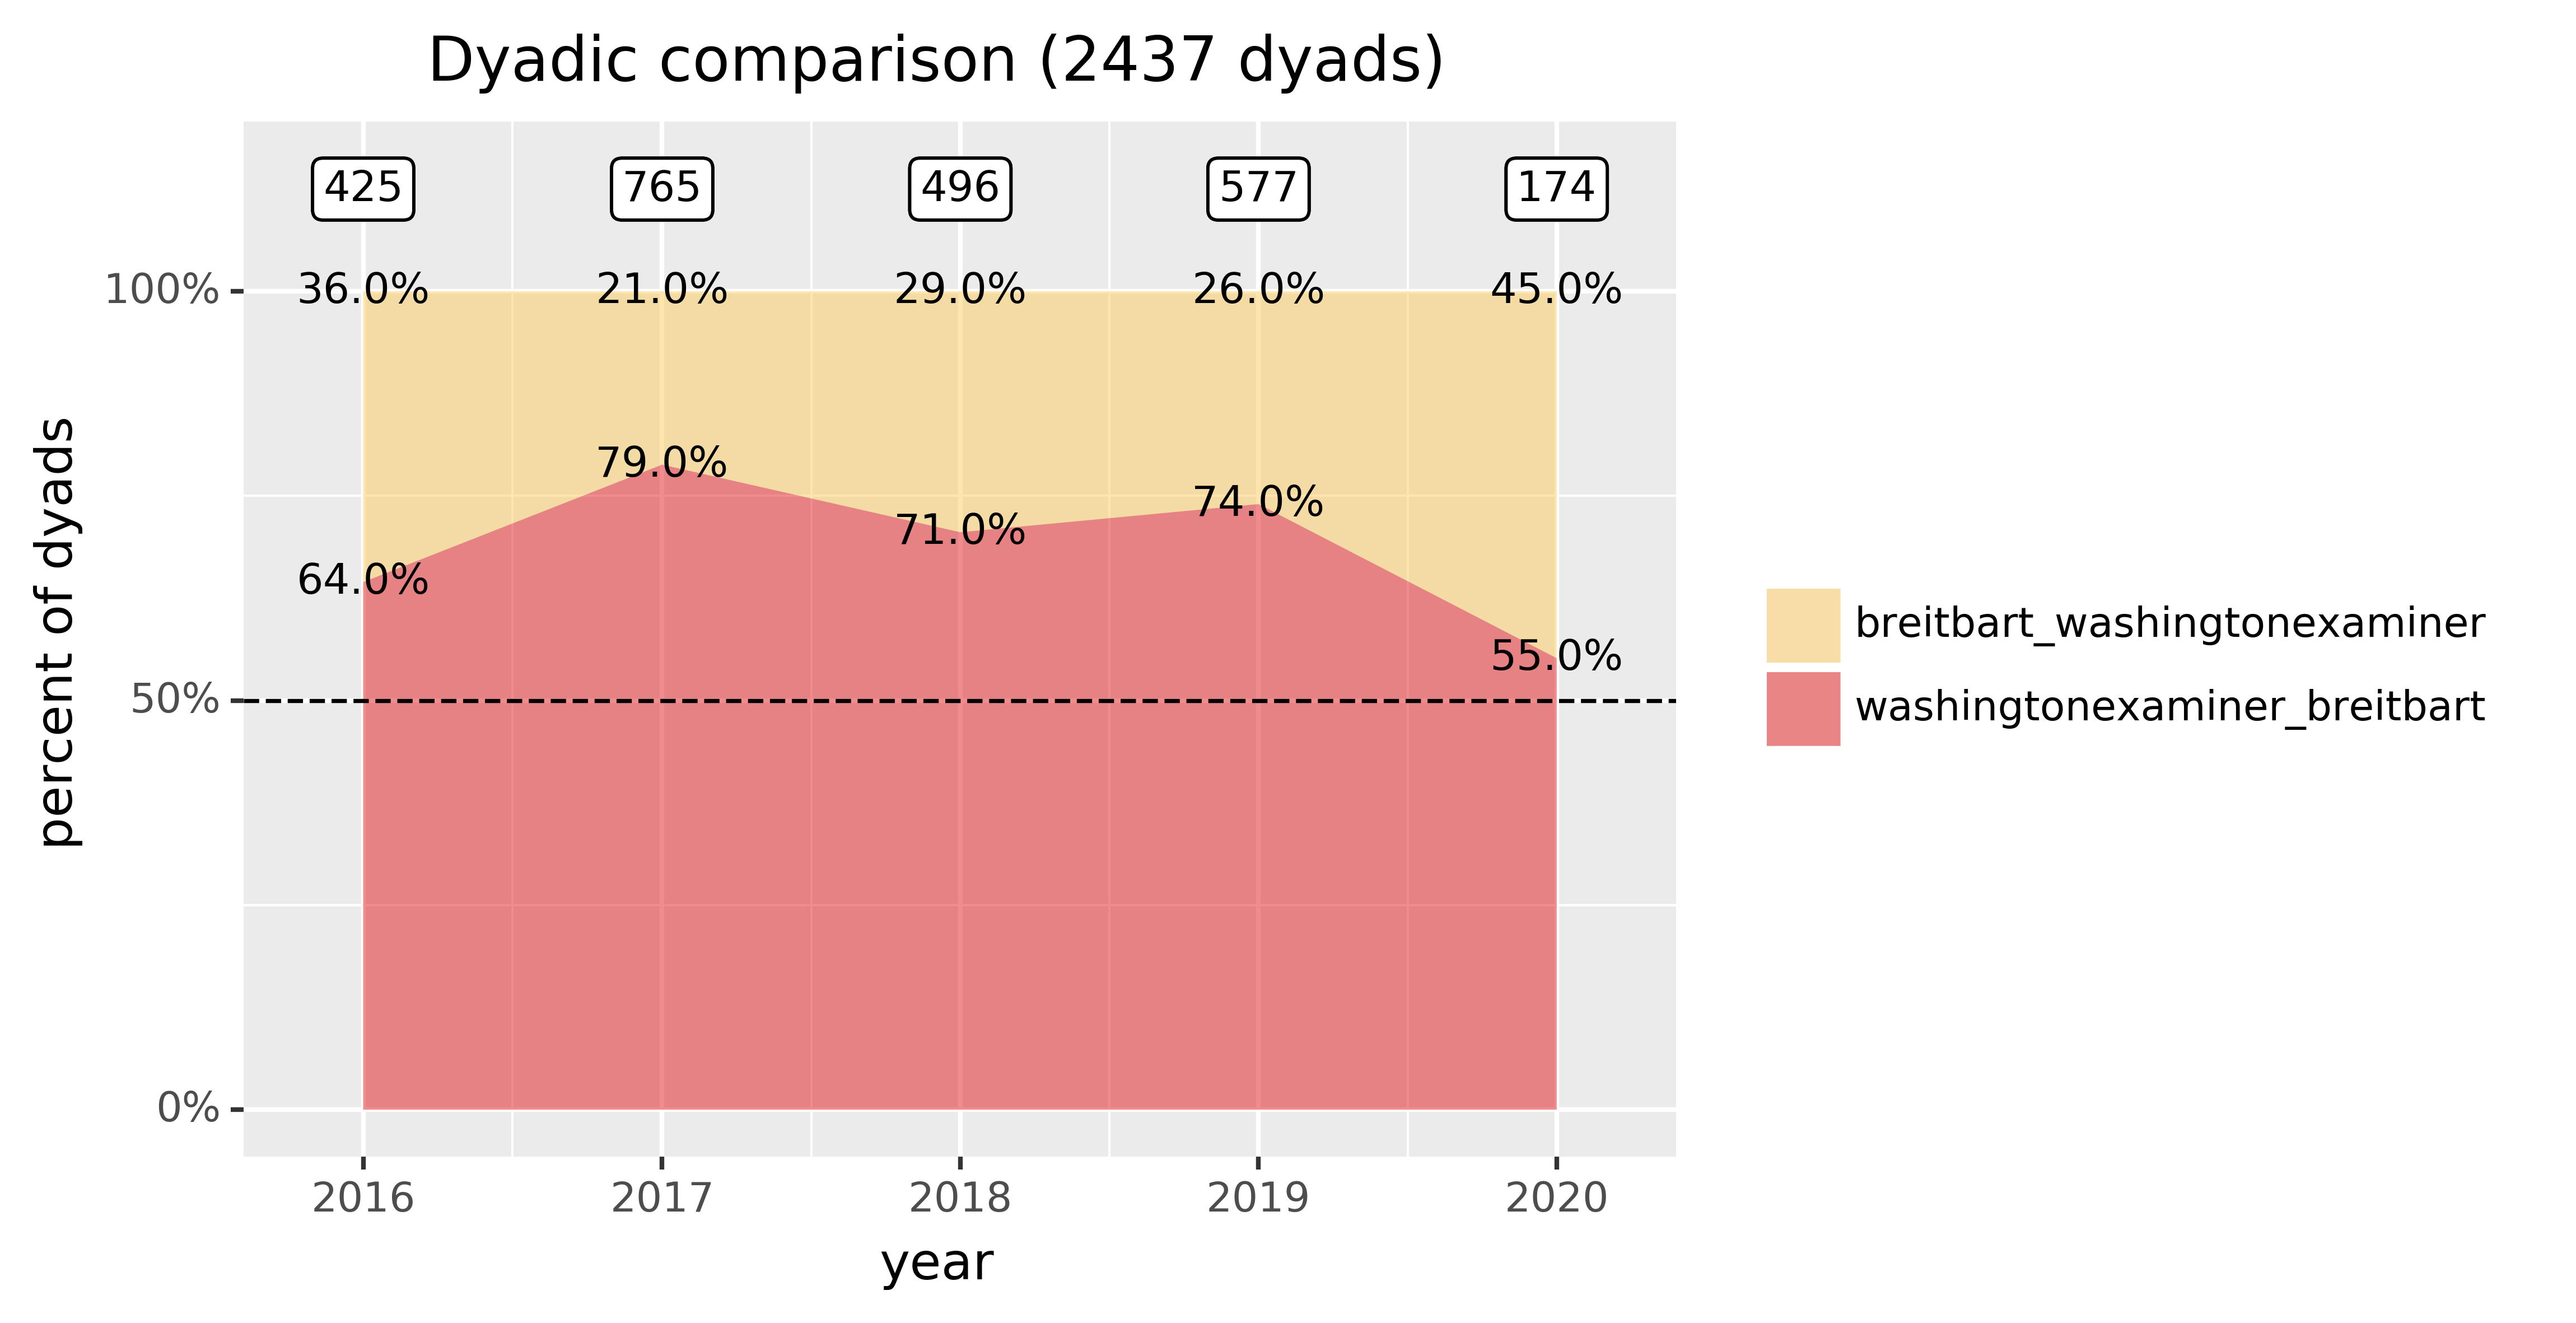 Dyadic comparison (2437 dyads)
425 765 496 577 174
100%
36.0% 21.0% 29.0% 26.0% 45.0%
79.0%
74.0%
71.0%
64.0%
55.0%
50%
0%
percent of dyads
2016 2017 2018 2019 2020
year
breitbart_washingtonexaminer
washingtonexaminer_breitbart